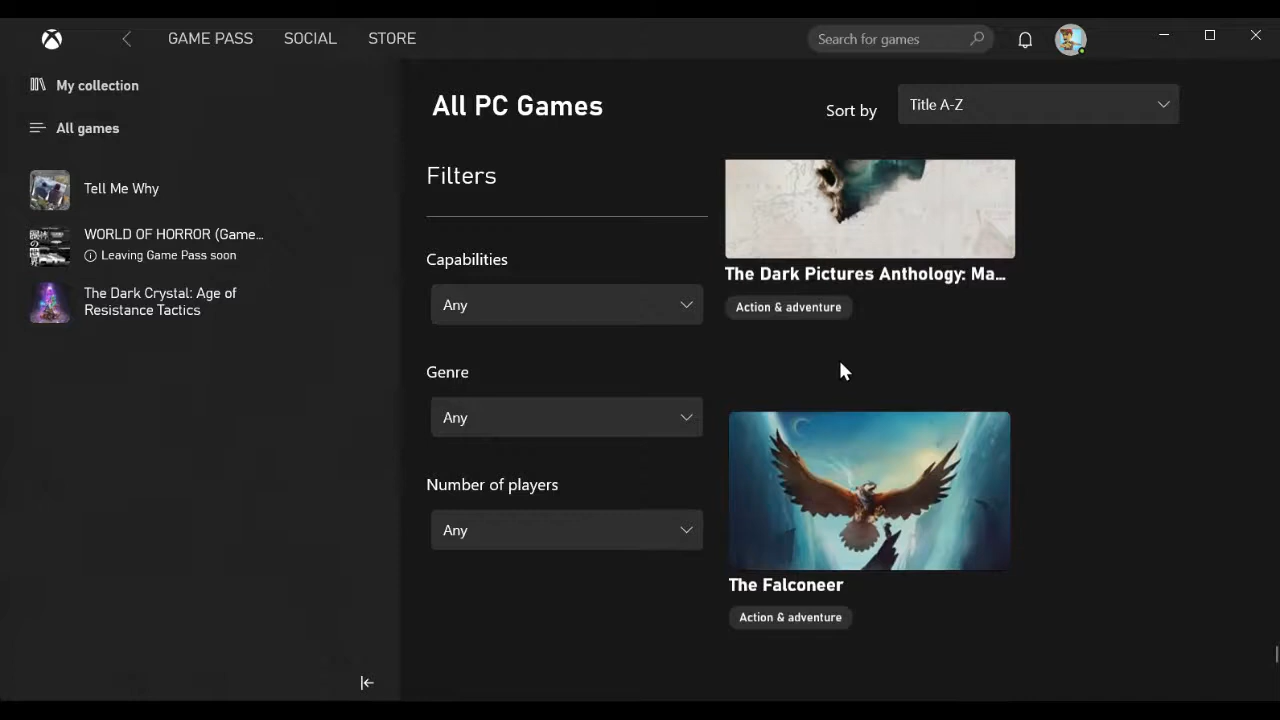 GAME PASS
SOCIAL
STORE
Search for games
My collection
All games
Tell Me Why
WORLD OF HORROR (Game...
Leaving Game Pass soon
The Dark Crystal: Age of
Resistance Tactics
All PC Games
Sort by
Title A-Z
Filters
Capabilities
Any
Genre
Any
Number of players
Any
The Dark Pictures Anthology: Ma...
Action & adventure
The Falconeer
Action & adventure